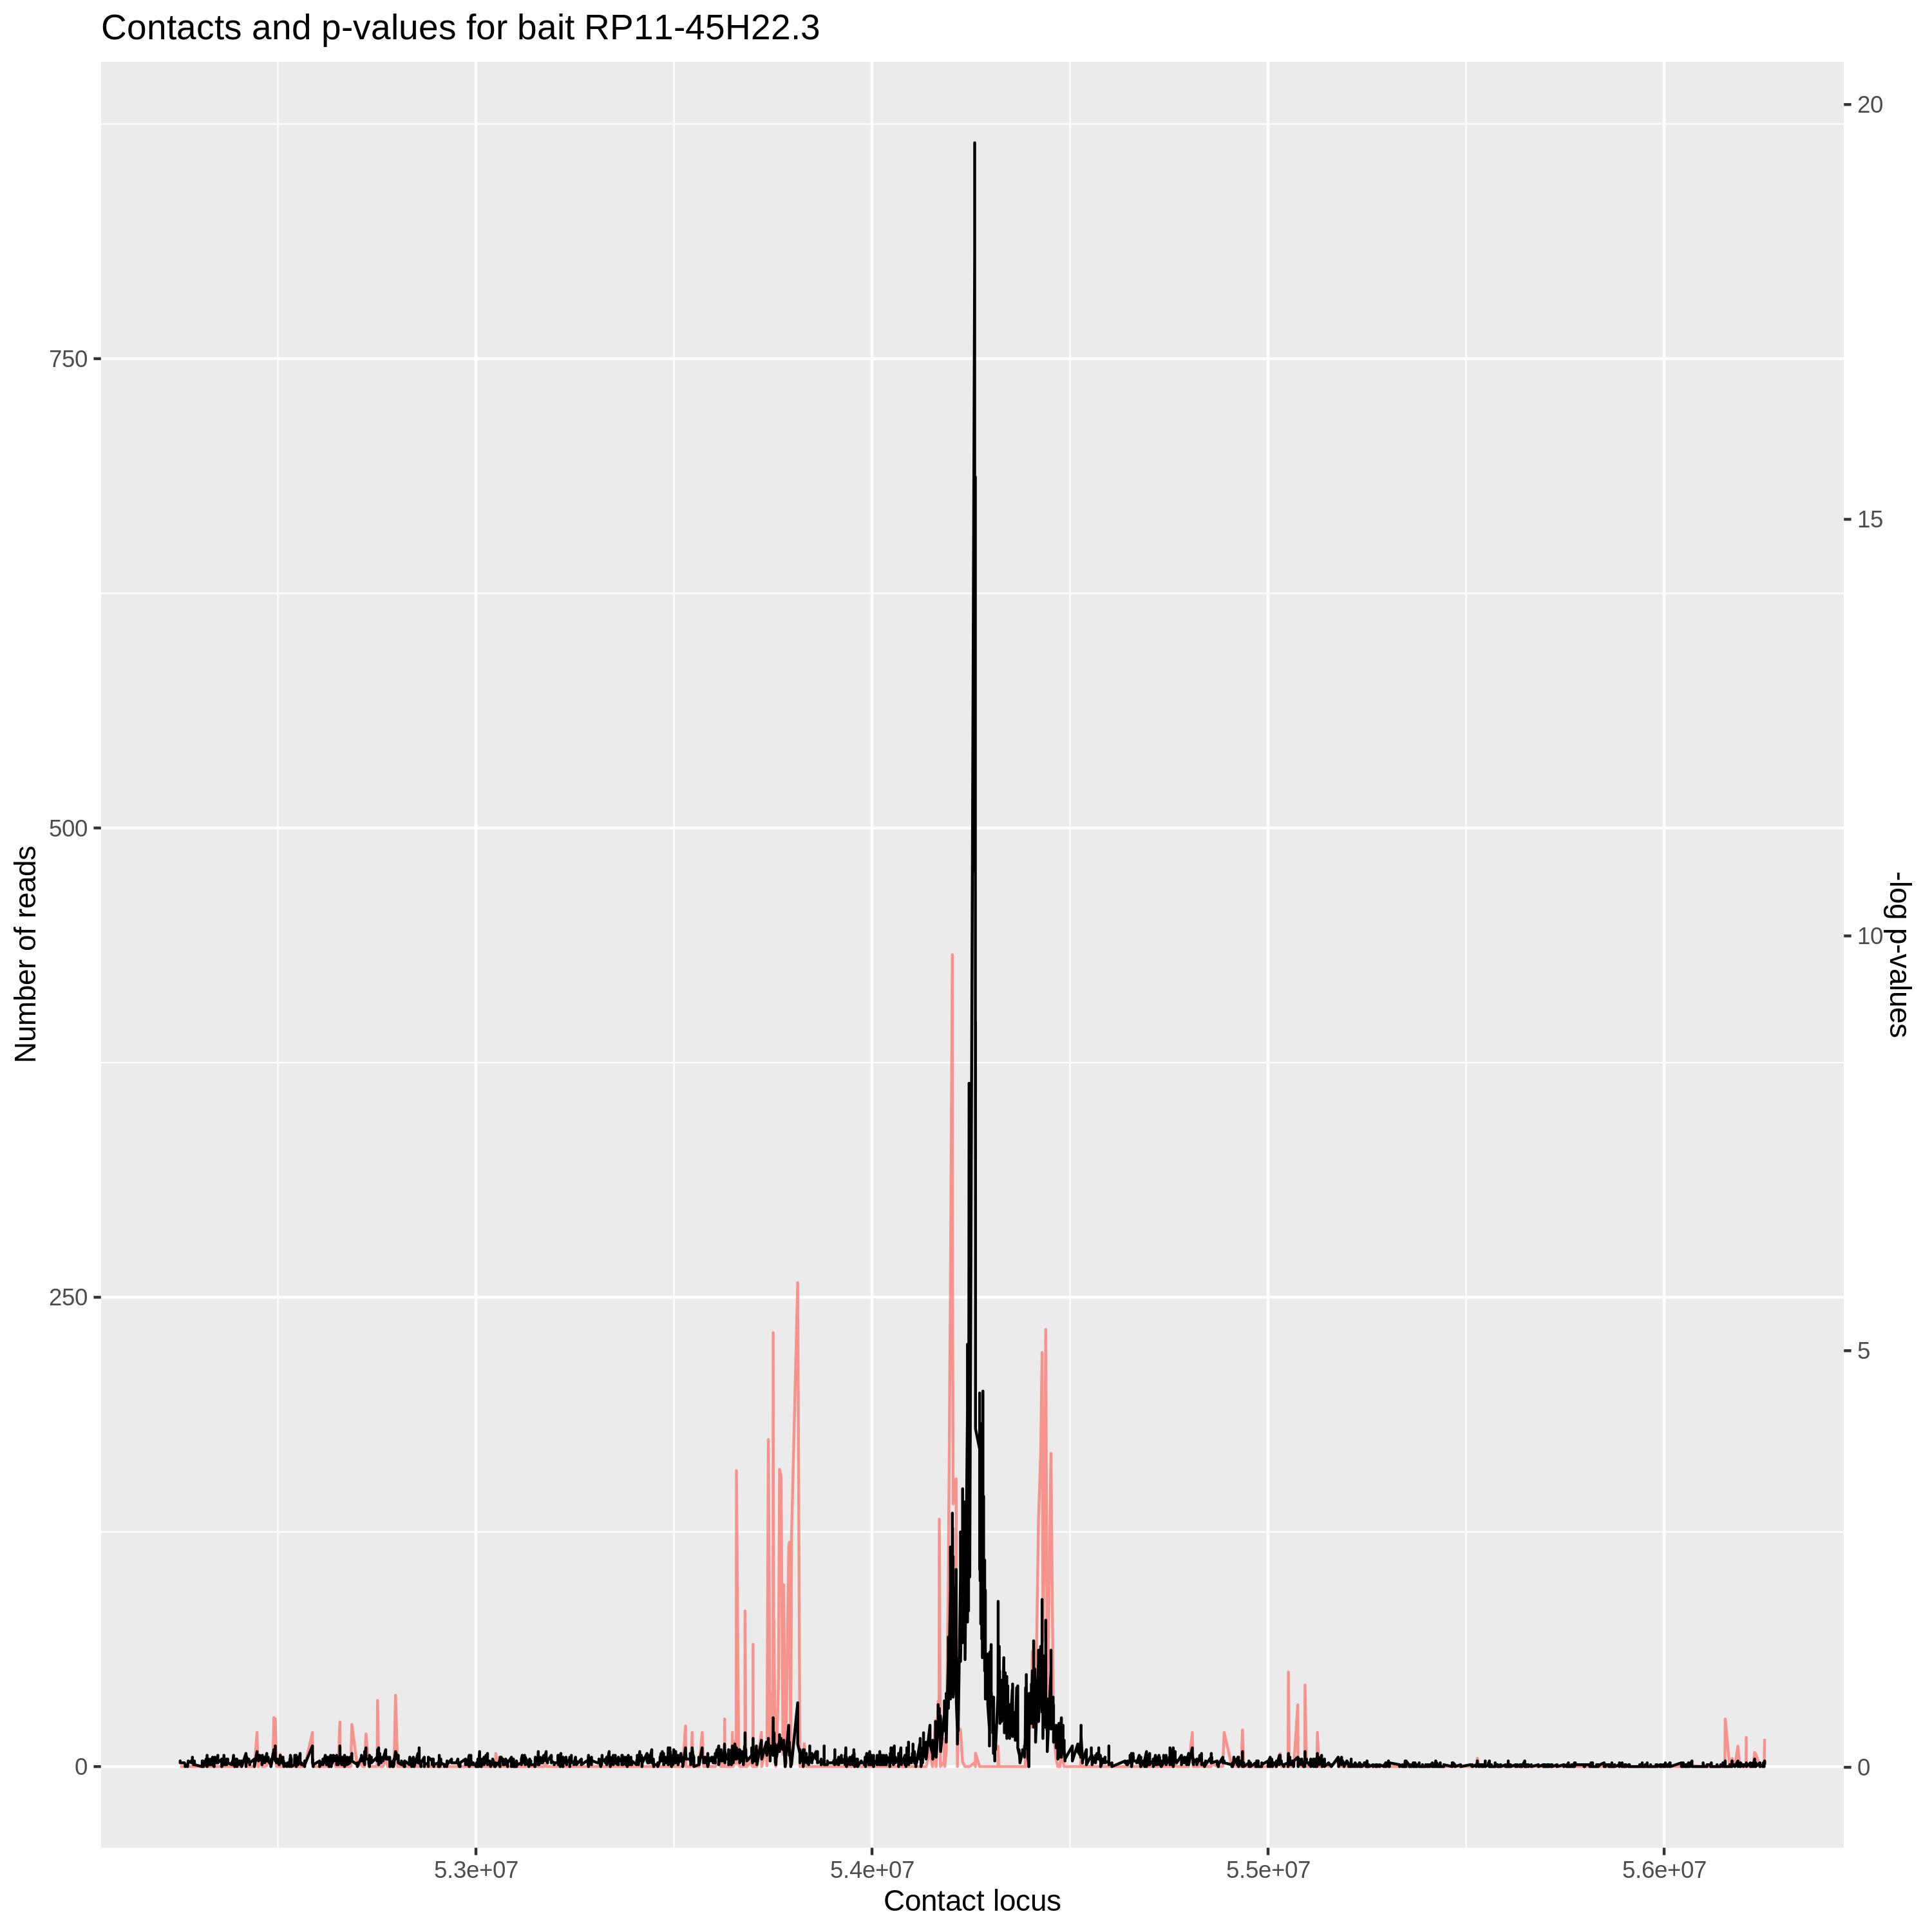 Contacts and p-values for bait RP11-45H22.3
Number of reads
750
500
250
0
20
15
10
5
0
-log p-values
5.3e+07
5.4e+07
5.5e+07
5.6e+07
Contact locus